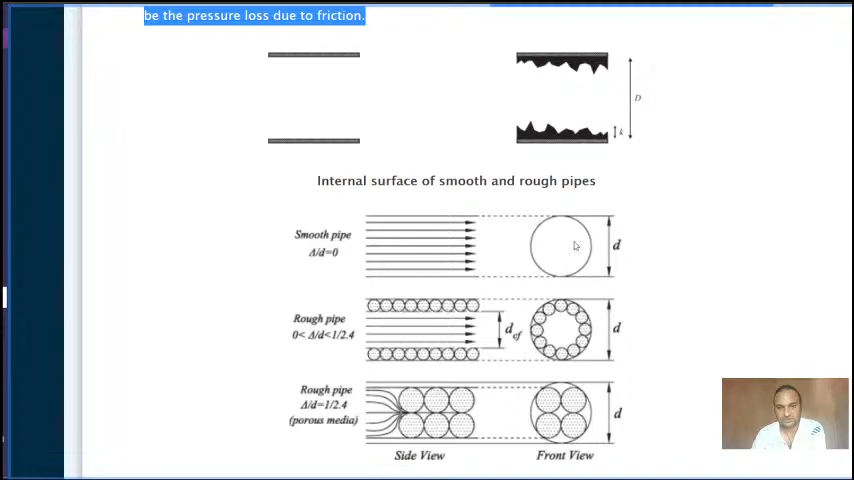 be the pressure loss due to friction.
D
k
Internal surface of smooth and rough pipes
Smooth pipe
Δ/d=0
d
Rough pipe
0< Δ/d<1/2.4
d_cf
d
Rough pipe
Δ/d=1/2.4
(porous media)
d
Side View
Front View